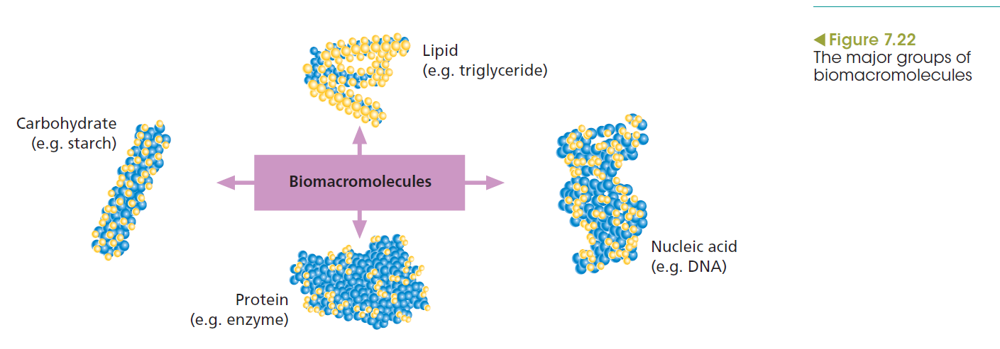 Lipid
(e.g. triglyceride)
◀ Figure 7.22
The major groups of
biomacromolecules
Carbohydrate
(e.g. starch)
Biomacromolecules
Nucleic acid
(e.g. DNA)
Protein
(e.g. enzyme)